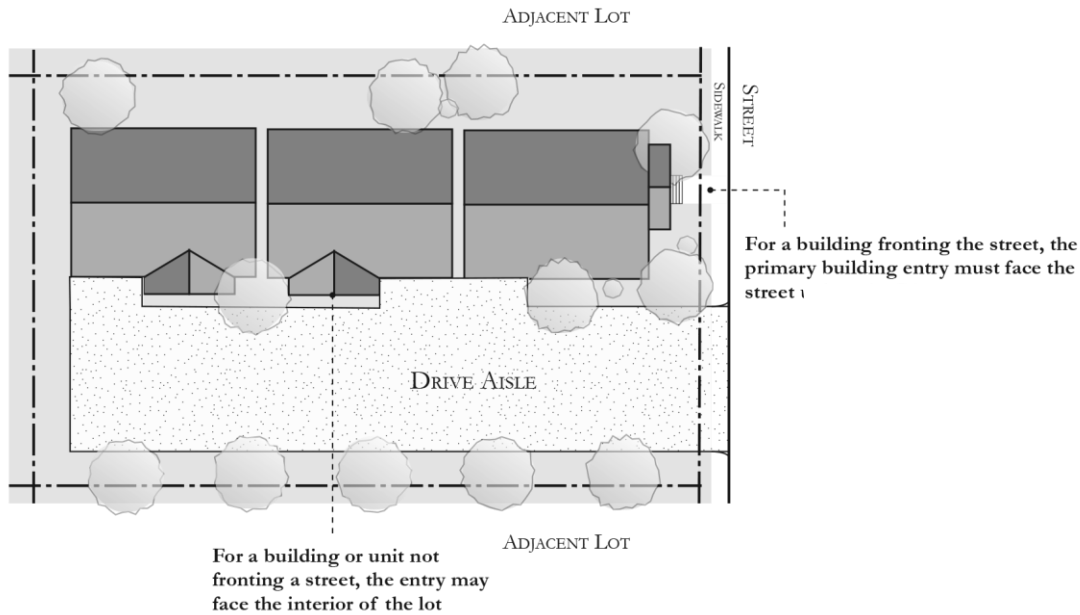 ADJACENT LOT
SIDEWALK
STREET
For a building fronting the street, the
primary building entry must face the
street
DRIVE AISLE
ADJACENT LOT
For a building or unit not
fronting a street, the entry may
face the interior of the lot